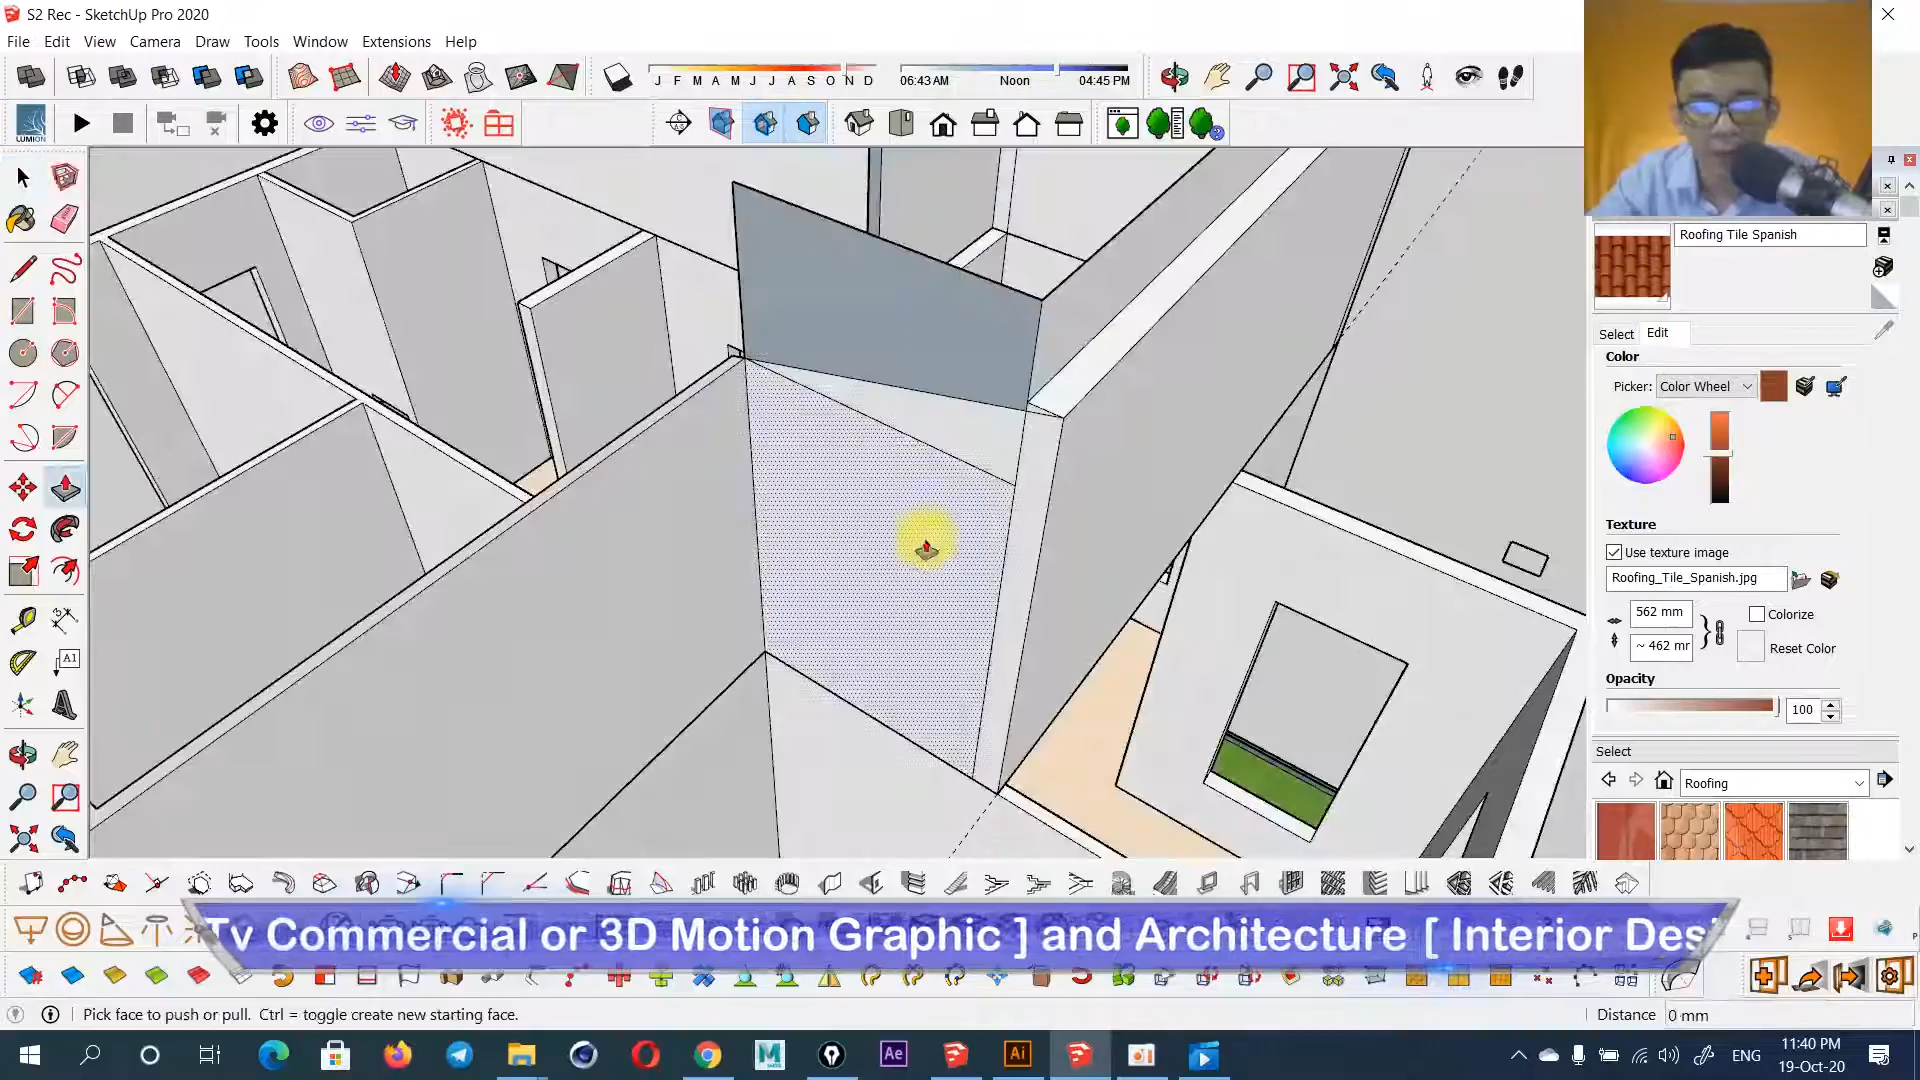 S2 Rec - SketchUp Pro 2020
File Edit View Camera Draw Tools Window Extensions Help
J F M A M J J A S O N D
06:43 AM Noon 04:45 PM
LUMION
Roofing Tile Spanish
Select Edit
Color
Picker: Color Wheel
Texture
Use texture image
Roofing_Tile_Spanish.jpg
562 mm
Colorize
~ 462 mr
Reset Color
Opacity
100
Select
Roofing
Tv Commercial or 3D Motion Graphic ] and Architecture [ Interior Des
Pick face to push or pull. Ctrl = toggle create new starting face.
Distance 0 mm
Ae
Ai
ENG
11:40 PM
19-Oct-20